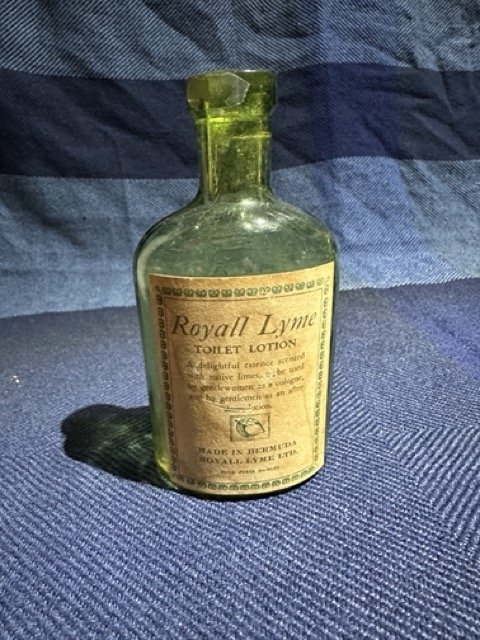 Royall Lyme
TOILET LOTION
A delightful essence scented
with native limes, be used
by gentlewomen as a cologne,
and by gentlemen as an after
MADE IN BERMUDA
ROYALL LYME LTD.